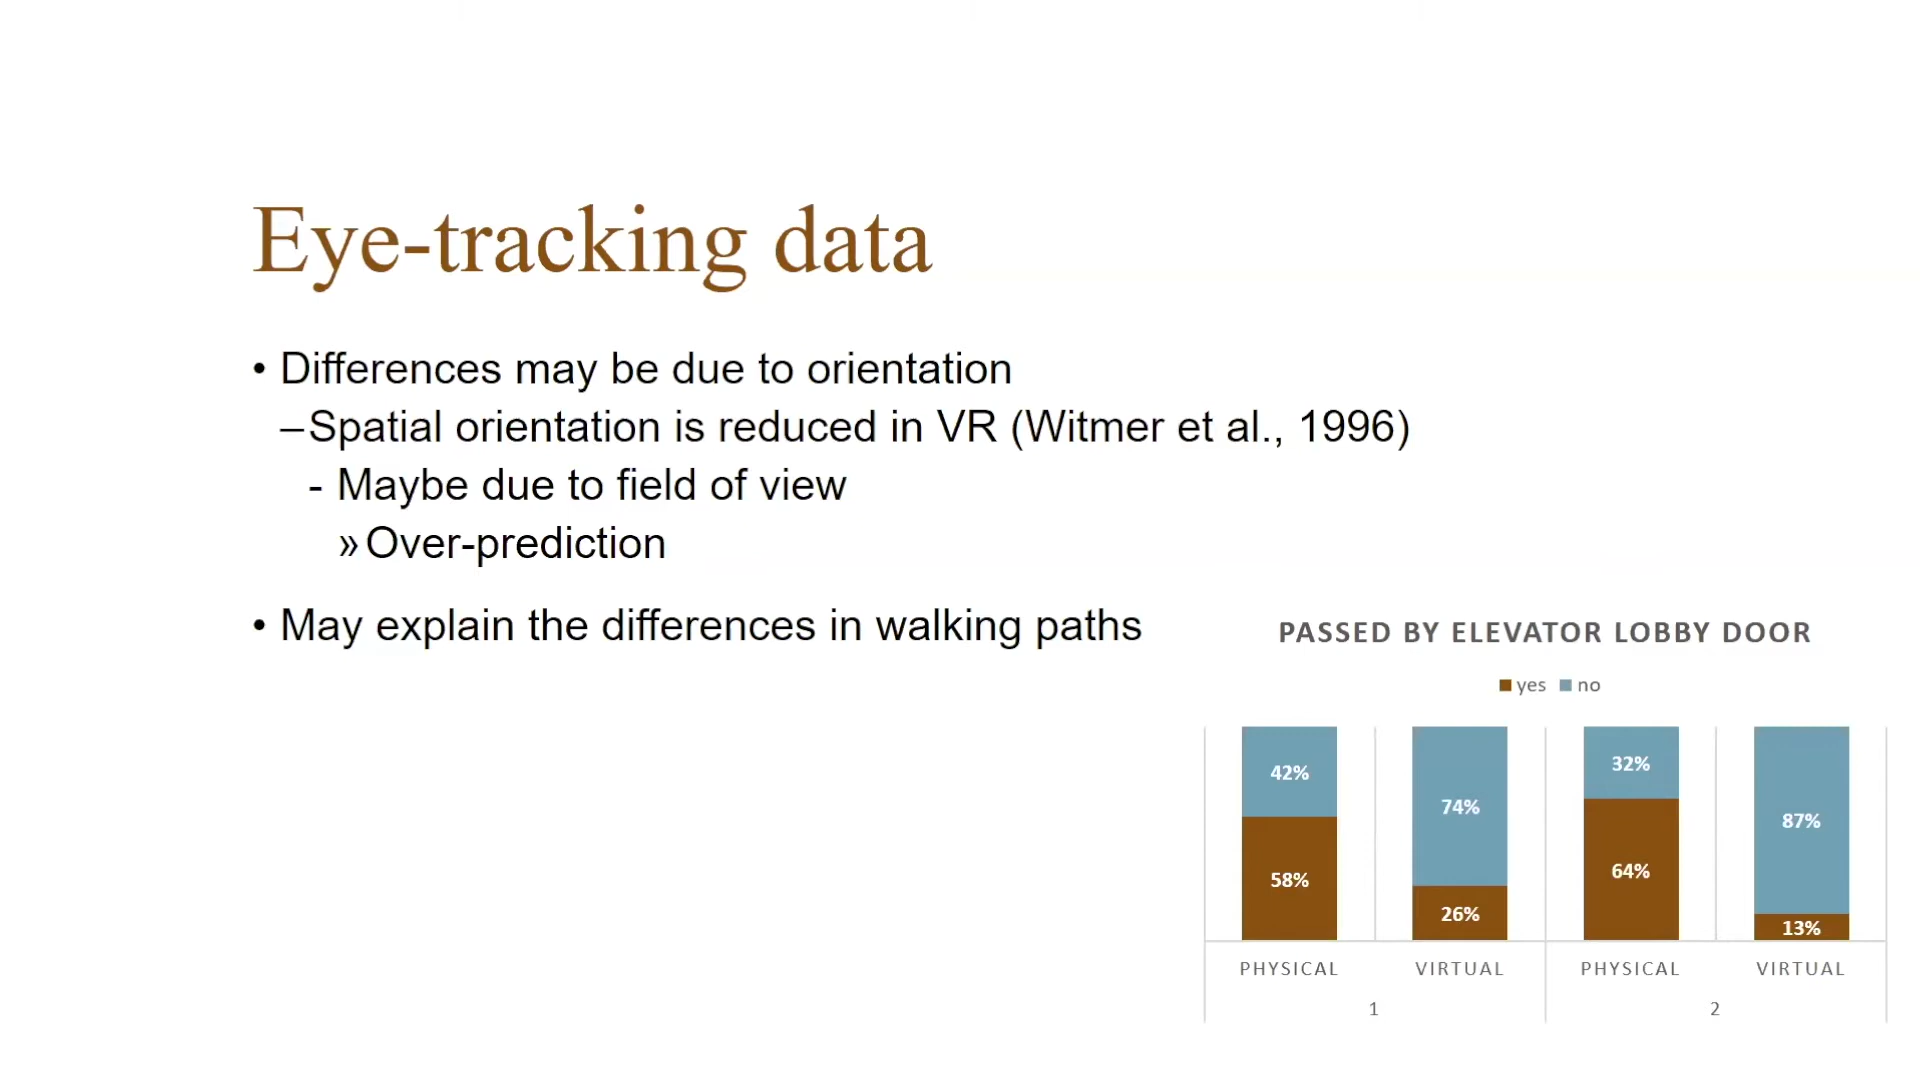 Eye-tracking data
• Differences may be due to orientation
–Spatial orientation is reduced in VR (Witmer et al., 1996)
- Maybe due to field of view
» Over-prediction
• May explain the differences in walking paths
PASSED BY ELEVATOR LOBBY DOOR
yes no
42% 74% 32% 87%
58% 26% 64% 13%
PHYSICAL VIRTUAL PHYSICAL VIRTUAL
1 2